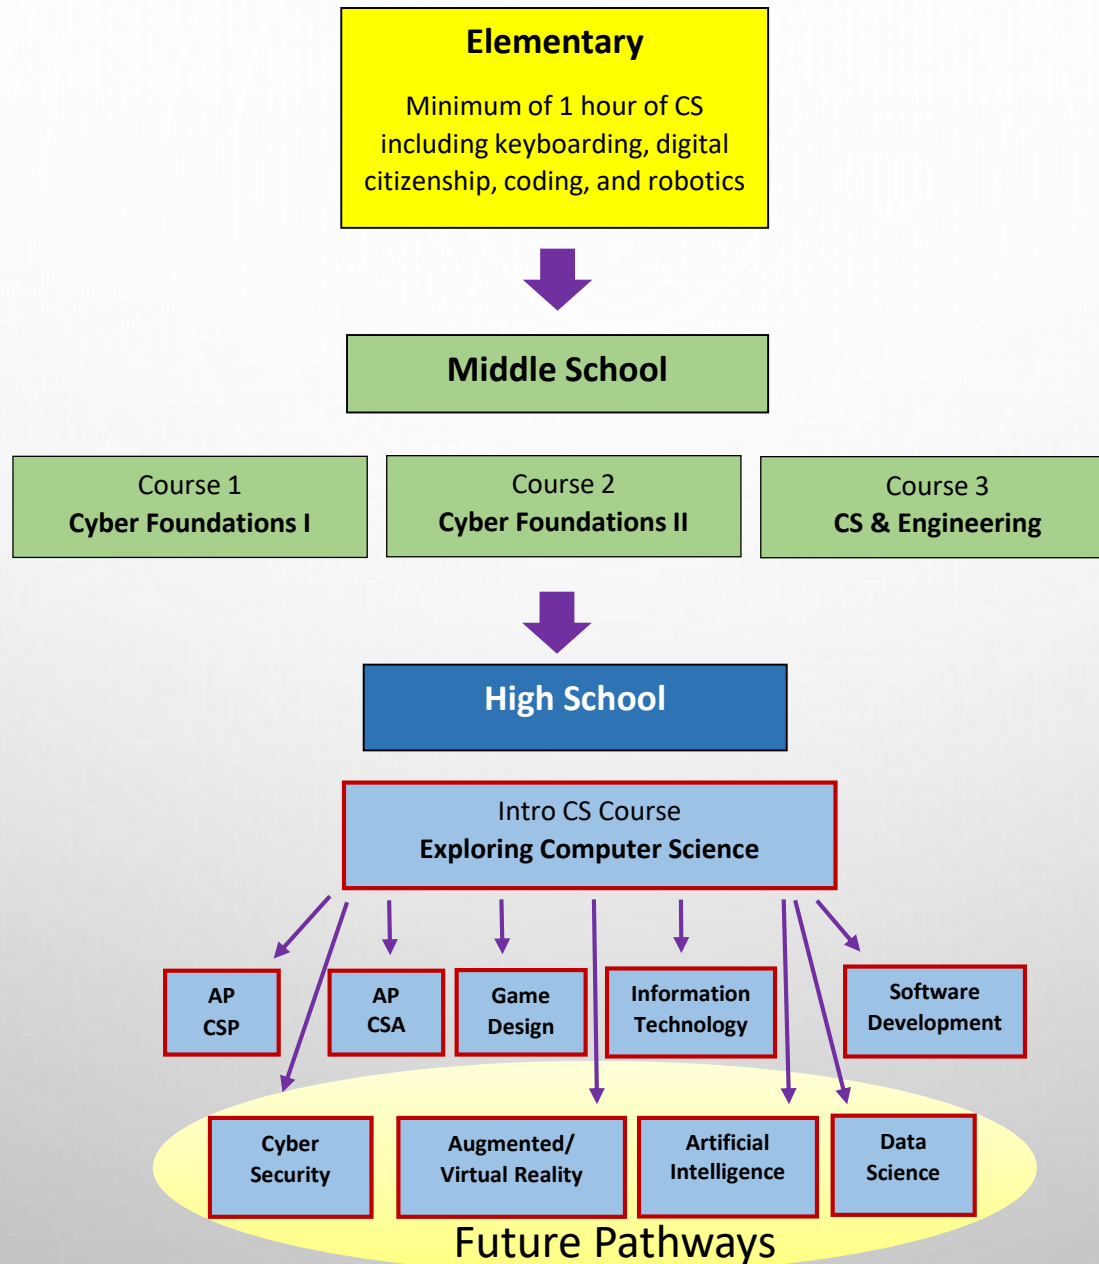 Elementary
Minimum of 1 hour of CS
including keyboarding, digital
citizenship, coding, and robotics
Middle School
Course 1
Cyber Foundations I
Course 2
Cyber Foundations II
Course 3
CS & Engineering
High School
Intro CS Course
Exploring Computer Science
AP
CSP
AP
CSA
Game
Design
Information
Technology
Software
Development
Cyber
Security
Augmented/
Virtual Reality
Artificial
Intelligence
Data
Science
Future Pathways